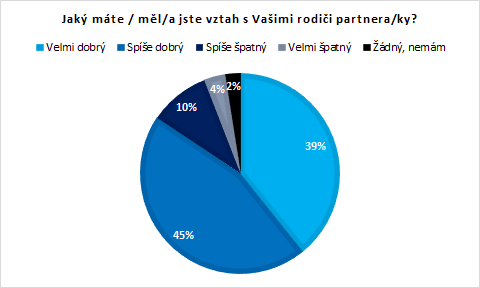 Jaký máte / měl/a jste vztah s Vašimi rodiči partnera/ky?
Velmi dobrý Spíše dobrý Spíše špatný Velmi špatný Žádný, nemám
2%
4%
10%
39%
45%